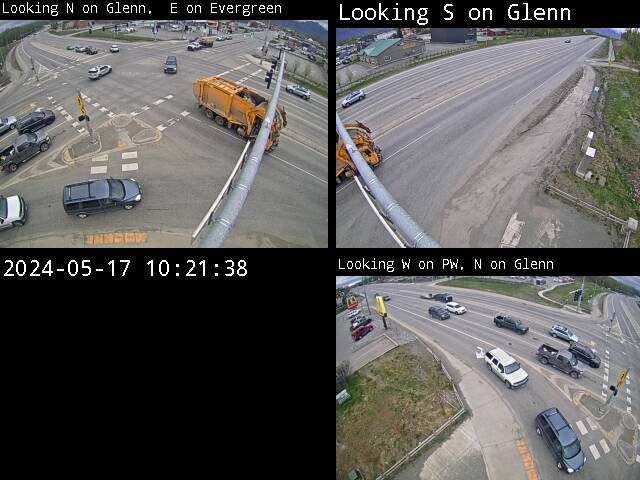 Looking N on Glenn,  E on Evergreen
Looking S on Glenn
2024-05-17 10:21:38
Looking W on PW, N on Glenn